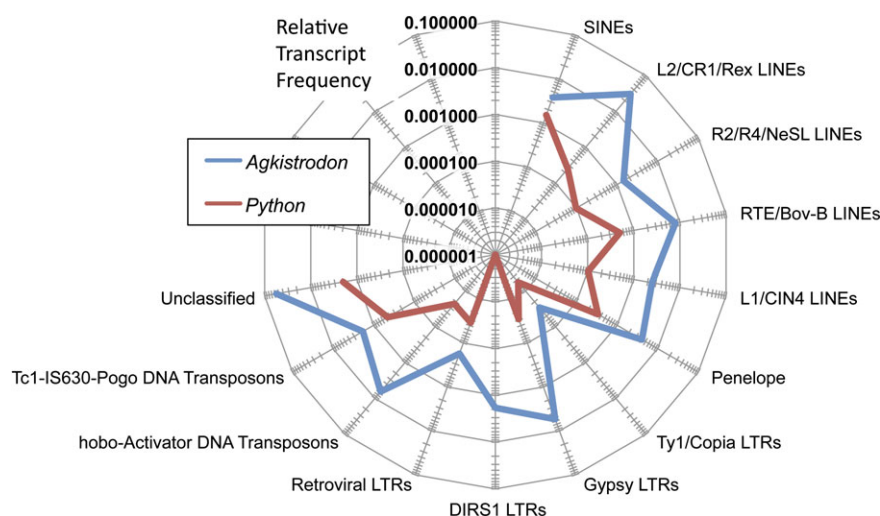 Relative
Transcript
Frequency
0.100000
0.010000
0.001000
0.000100
0.000010
0.000001
Agkistrodon
Python
SINEs
L2/CR1/Rex LINEs
R2/R4/NeSL LINEs
RTE/Bov-B LINEs
L1/CIN4 LINEs
Penelope
Ty1/Copia LTRs
Gypsy LTRs
DIRS1 LTRs
Retroviral LTRs
hobo-Activator DNA Transposons
Tc1-IS630-Pogo DNA Transposons
Unclassified